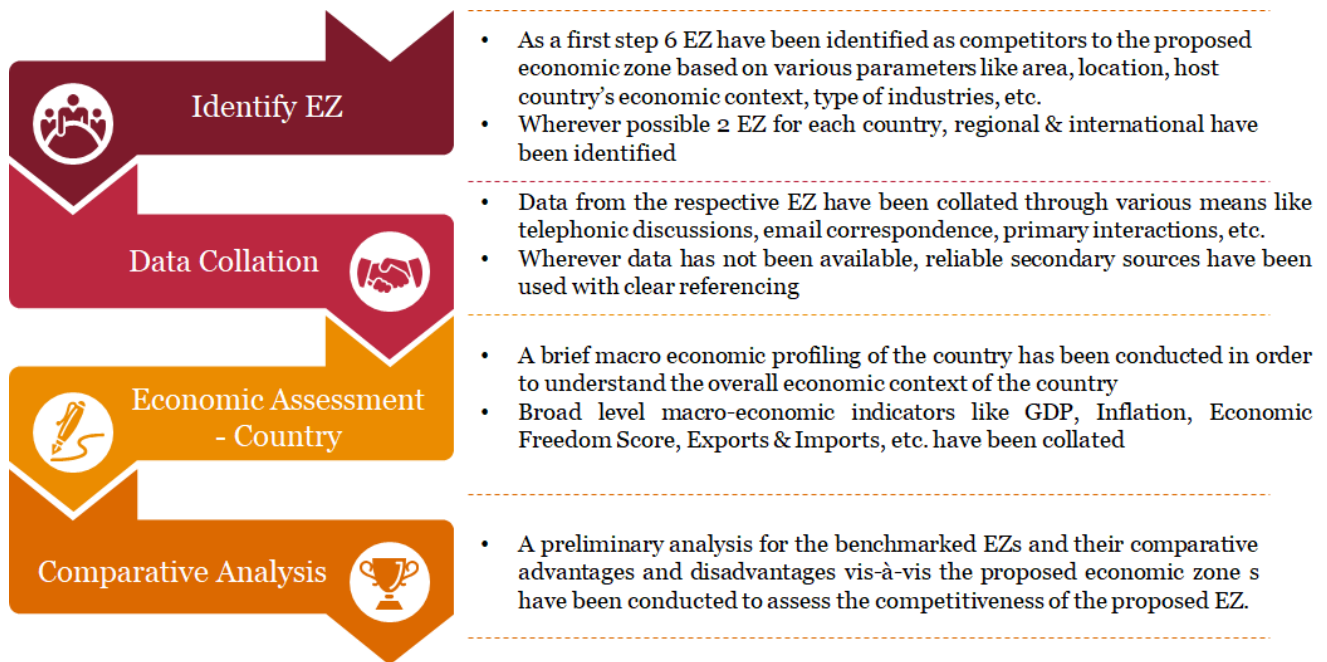 Identify EZ
• As a first step 6 EZ have been identified as competitors to the proposed
economic zone based on various parameters like area, location, host
country's economic context, type of industries, etc.
• Wherever possible 2 EZ for each country, regional & international have
been identified
Data Collation
• Data from the respective EZ have been collated through various means like
telephonic discussions, email correspondence, primary interactions, etc.
• Wherever data has not been available, reliable secondary sources have been
used with clear referencing
Economic Assessment
- Country
• A brief macro economic profiling of the country has been conducted in order
to understand the overall economic context of the country
• Broad level macro-economic indicators like GDP, Inflation, Economic
Freedom Score, Exports & Imports, etc. have been collated
Comparative Analysis
• A preliminary analysis for the benchmarked EZs and their comparative
advantages and disadvantages vis-à-vis the proposed economic zone s
have been conducted to assess the competitiveness of the proposed EZ.